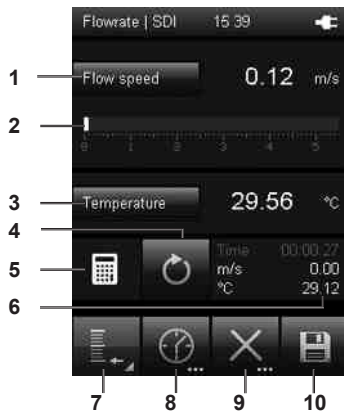 Flowrate | SDI 15 39
1 Flow speed 0.12 m/s
2
0 1 2 3 4 5
3 Temperature 29.56 °C
4
Time 00:00:27
5 m/s 0.00
6 °C 29.12
7 8 9 10